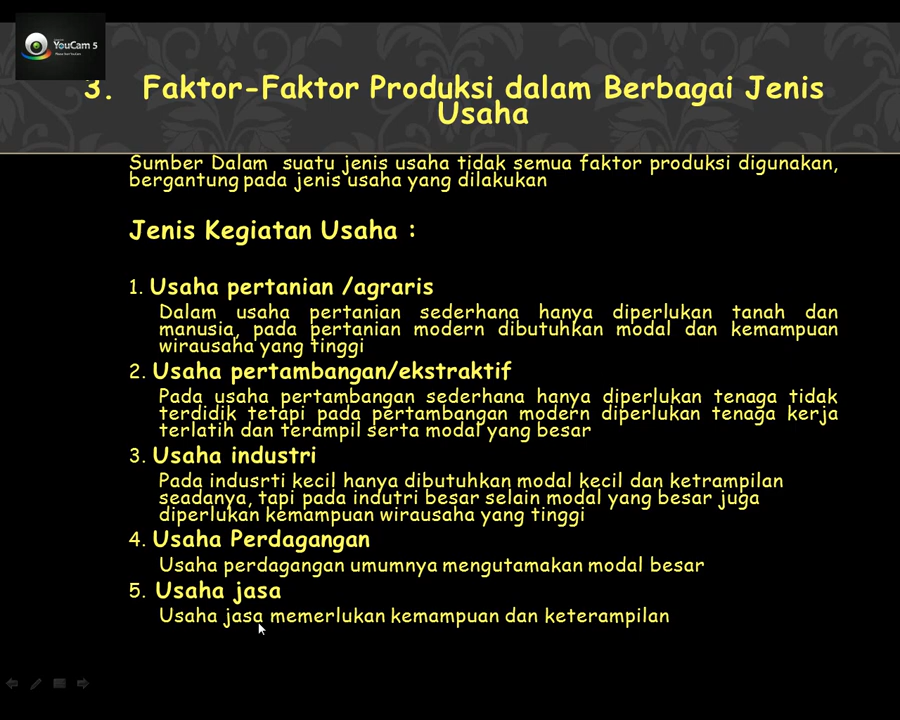 YouCam 5
3. Faktor-Faktor Produksi dalam Berbagai Jenis
Usaha
Sumber Dalam suatu jenis usaha tidak semua faktor produksi digunakan,
bergantung pada jenis usaha yang dilakukan
Jenis Kegiatan Usaha :
1. Usaha pertanian /agraris
Dalam usaha pertanian sederhana hanya diperlukan tanah dan
manusia, pada pertanian modern dibutuhkan modal dan kemampuan
wirausaha yang tinggi
2. Usaha pertambangan/ekstraktif
Pada usaha pertambangan sederhana hanya diperlukan tenaga tidak
terdidik tetapi pada pertambangan modern diperlukan tenaga kerja
terlatih dan terampil serta modal yang besar
3. Usaha industri
Pada indusrti kecil hanya dibutuhkan modal kecil dan ketrampilan
seadanya, tapi pada indutri besar selain modal yang besar juga
diperlukan kemampuan wirausaha yang tinggi
4. Usaha Perdagangan
Usaha perdagangan umumnya mengutamakan modal besar
5. Usaha jasa
Usaha jasa memerlukan kemampuan dan keterampilan